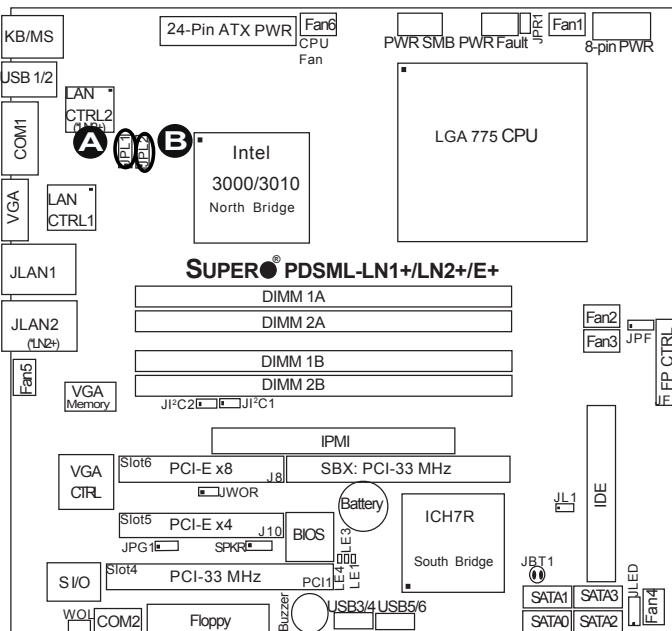 24-Pin ATX PWR
Fan6
CPU
Fan
PWR SMB
PWR Fault
JPR1
Fan1
8-pin PWR
KB/MS
USB 1/2
LAN
CTRL2
(*LN2+)
COM1
A
JPL1
JPL2
B
Intel
3000/3010
North Bridge
LGA 775 CPU
VGA
LAN
CTRL1
JLAN1
SUPER® PDSML-LN1+/LN2+/E+
DIMM 1A
DIMM 2A
JLAN2
(*LN2+)
DIMM 1B
DIMM 2B
Fan2
Fan3
JPF
FP CTRL
JF
Fan5
VGA
Memory
JI²C2
JI²C1
IPMI
VGA
CTRL
Slot6
PCI-E x8
J8
SBX: PCI-33 MHz
JWOR
Battery
ICH7R
South Bridge
JL1
IDE
Slot5
PCI-E x4
J10
JPG1
SPKR
BIOS
LE3
LE4
LE1
JBT1
S I/O
Slot4
PCI-33 MHz
PCI1
SATA1
SATA3
JLED
WOL
COM2
Floppy
Buzzer
USB3/4
USB5/6
SATA0
SATA2
Fan4